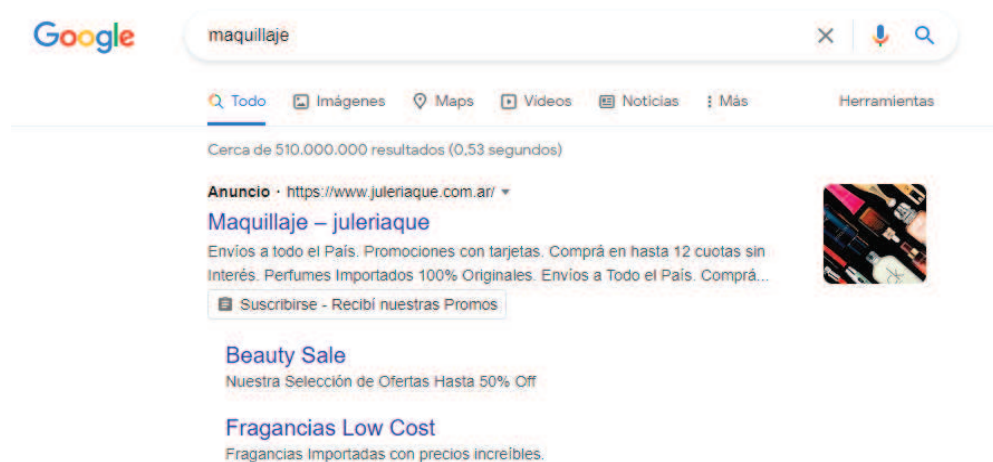 Google
maquillaje
Todo Imágenes Maps Videos Noticias Más Herramientas
Cerca de 510.000.000 resultados (0,53 segundos)
Anuncio · https://www.juleriaque.com.ar/
Maquillaje – juleriaque
Envíos a todo el País. Promociones con tarjetas. Comprá en hasta 12 cuotas sin
Interés. Perfumes Importados 100% Originales. Envíos a Todo el País. Comprá...
Suscribirse - Recibí nuestras Promos
Beauty Sale
Nuestra Selección de Ofertas Hasta 50% Off
Fragancias Low Cost
Fragancias Importadas con precios increíbles.